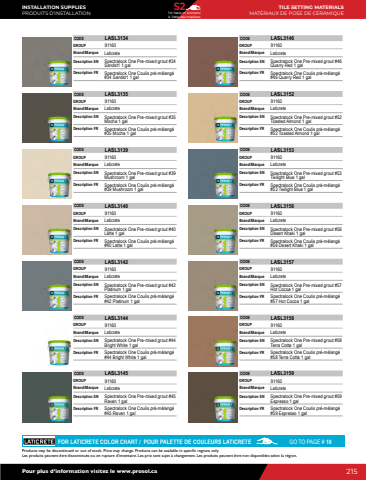 INSTALLATION SUPPLIES
PRODUITS D'INSTALLATION
S2
TILE SETTING MATERIALS
MATÉRIAUX DE POSE DE CÉRAMIQUE
CODE LASL3134
GROUP 91160
Brand/Marque Laticrete
Description EN Spectralock One Pre-mixed grout #34
Sandset 1 gal
Description FR Spectralock One Coulis pré-mélangé
#34 Sandset 1 gal
CODE LASL3135
GROUP 91160
Brand/Marque Laticrete
Description EN Spectralock One Pre-mixed grout #35
Mocha 1 gal
Description FR Spectralock One Coulis pré-mélangé
#35 Mocha 1 gal
CODE LASL3139
GROUP 91160
Brand/Marque Laticrete
Description EN Spectralock One Pre-mixed grout #39
Mushroom 1 gal
Description FR Spectralock One Coulis pré-mélangé
#39 Mushroom 1 gal
CODE LASL3140
GROUP 91160
Brand/Marque Laticrete
Description EN Spectralock One Pre-mixed grout #40
Latte 1 gal
Description FR Spectralock One Coulis pré-mélangé
#40 Latte 1 gal
CODE LASL3142
GROUP 91160
Brand/Marque Laticrete
Description EN Spectralock One Pre-mixed grout #42
Platinum 1 gal
Description FR Spectralock One Coulis pré-mélangé
#42 Platinum 1 gal
CODE LASL3144
GROUP 91160
Brand/Marque Laticrete
Description EN Spectralock One Pre-mixed grout #44
Bright White 1 gal
Description FR Spectralock One Coulis pré-mélangé
#44 Bright White 1 gal
CODE LASL3145
GROUP 91160
Brand/Marque Laticrete
Description EN Spectralock One Pre-mixed grout #45
Raven 1 gal
Description FR Spectralock One Coulis pré-mélangé
#45 Raven 1 gal
CODE LASL3146
GROUP 91160
Brand/Marque Laticrete
Description EN Spectralock One Pre-mixed grout #46
Quarry Red 1 gal
Description FR Spectralock One Coulis pré-mélangé
#46 Quarry Red 1 gal
CODE LASL3152
GROUP 91160
Brand/Marque Laticrete
Description EN Spectralock One Pre-mixed grout #52
Toasted Almond 1 gal
Description FR Spectralock One Coulis pré-mélangé
#52 Toasted Almond 1 gal
CODE LASL3153
GROUP 91160
Brand/Marque Laticrete
Description EN Spectralock One Pre-mixed grout #53
Twilight Blue 1 gal
Description FR Spectralock One Coulis pré-mélangé
#53 Twilight Blue 1 gal
CODE LASL3156
GROUP 91160
Brand/Marque Laticrete
Description EN Spectralock One Pre-mixed grout #56
Desert Khaki 1 gal
Description FR Spectralock One Coulis pré-mélangé
#56 Desert Khaki 1 gal
CODE LASL3157
GROUP 91160
Brand/Marque Laticrete
Description EN Spectralock One Pre-mixed grout #57
Hot Cocoa 1 gal
Description FR Spectralock One Coulis pré-mélangé
#57 Hot Cocoa 1 gal
CODE LASL3158
GROUP 91160
Brand/Marque Laticrete
Description EN Spectralock One Pre-mixed grout #58
Terra Cotta 1 gal
Description FR Spectralock One Coulis pré-mélangé
#58 Terra Cotta 1 gal
CODE LASL3159
GROUP 91160
Brand/Marque Laticrete
Description EN Spectralock One Pre-mixed grout #59
Espresso 1 gal
Description FR Spectralock One Coulis pré-mélangé
#59 Espresso 1 gal
LATICRETE FOR LATICRETE COLOR CHART / POUR PALETTE DE COULEURS LATICRETE GO TO PAGE # 18
Products may be discontinued or out of stock. Price may change. Products can be available in specific regions only.
Les produits peuvent être discontinués ou en rupture d'inventaire. Les prix sont sujet à changement. Les produits peuvent être non disponibles selon la région.
Pour plus d'information visitez le www.prosol.ca
215